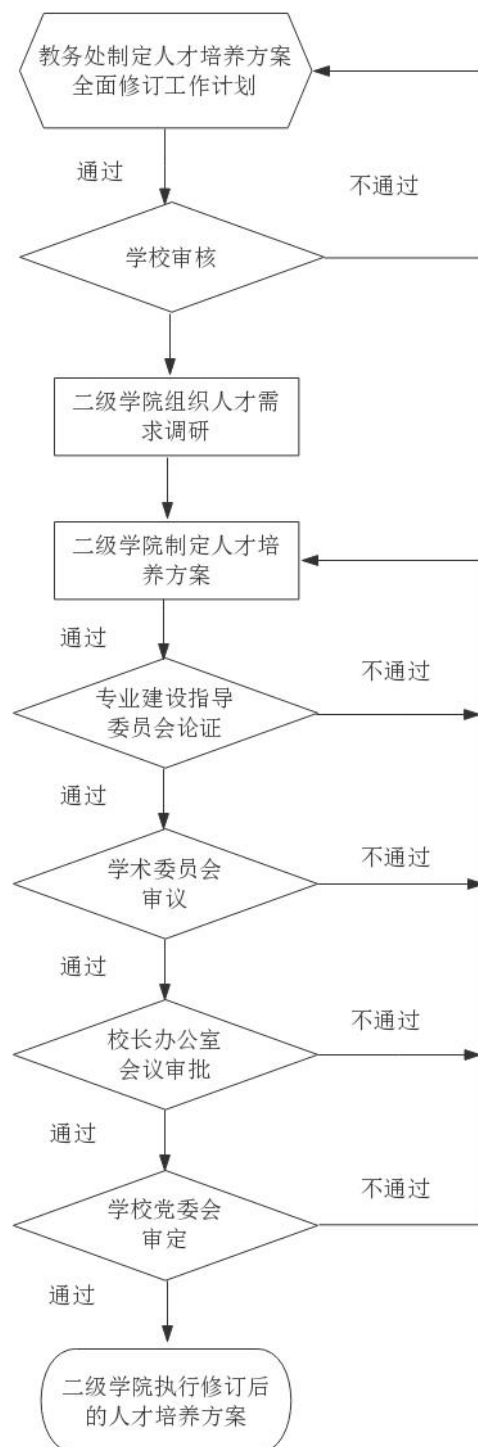 教务处制定人才培养方案
全面修订工作计划
通过
不通过
学校审核
二级学院组织人才需
求调研
二级学院制定人才培
养方案
通过
不通过
专业建设指导
委员会论证
通过
不通过
学术委员会
审议
通过
不通过
校长办公室
会议审批
通过
不通过
学校党委会
审定
通过
二级学院执行修订后
的人才培养方案